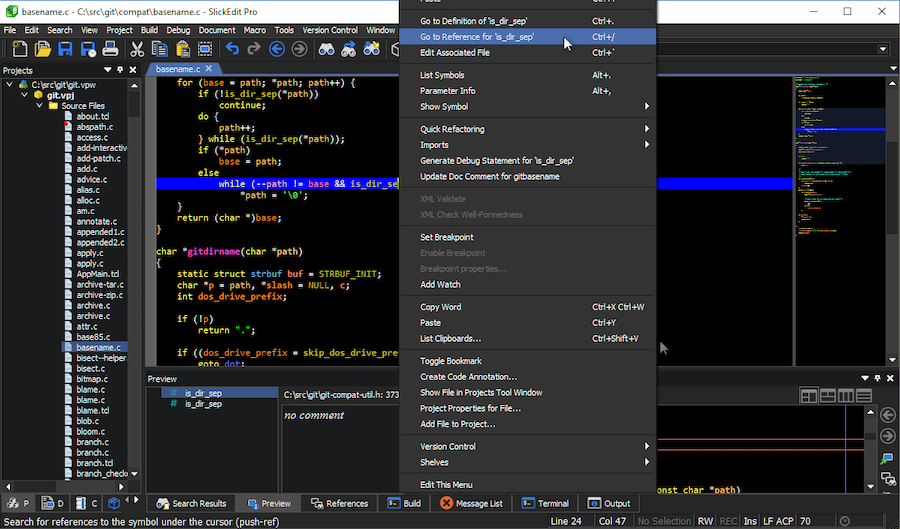 basename.c - SlickEdit Pro
File Edit Search View Project Build Debug Document Macro Tools Version Control Window
Projects
C:\src\git\git.vpw
git.vpj
Source Files
about.td
abspath.c
access.c
add-interactive
add-patch.c
add.c
advice.c
alias.c
alloc.c
am.c
annotate.c
appended1.c
appended2.c
apply.c
apply.c
AppMain.td
archive-tar.c
archive-zip.c
archive.c
archive.c
attr.c
base85.c
basename.c
bisect--helper
bisect.c
bitmap.c
blame.c
blame.c
blame.td
blob.c
bloom.c
branch.c
branch.c
branch.td
branch_checko
P D C
basename.c
for (base = path; *path; path++) {
if (!is_dir_sep(*path))
continue;
do {
path++;
} while (is_dir_sep(*path));
if (*path)
base = path;
else
while (--path != base && is_dir_se
*path = '\0';
}
return (char *)base;
}
char *gitdirname(char *path)
{
static struct strbuf buf = STRBUF_INIT;
char *p = path, *slash = NULL, c;
int dos_drive_prefix;
if (!p)
return ".";
if ((dos_drive_prefix = skip_dos_drive_pre
goto dot;
Go to Definition of 'is_dir_sep' Ctrl+.
Go to Reference for 'is_dir_sep' Ctrl+/
Edit Associated File Ctrl+`
List Symbols Alt+.
Parameter Info Alt+,
Show Symbol
Quick Refactoring
Imports
Generate Debug Statement for 'is_dir_sep'
Update Doc Comment for gitbasename
XML Validate
XML Check Well-Formedness
Set Breakpoint
Enable Breakpoint
Breakpoint properties...
Add Watch
Copy Word Ctrl+X Ctrl+W
Paste Ctrl+Y
List Clipboards... Ctrl+Shift+V
Toggle Bookmark
Create Code Annotation...
Show File in Projects Tool Window
Project Properties for File...
Add File to Project...
Version Control
Shelves
Edit This Menu
Preview
# is_dir_sep
# is_dir_sep
C:\src\git\git-compat-util.h: 373
no comment
onst char *path)
Search Results Preview References Build Message List Terminal Output
Search for references to the symbol under the cursor (push-ref) Line 24 Col 47 No Selection RW REC Ins LF ACP 70